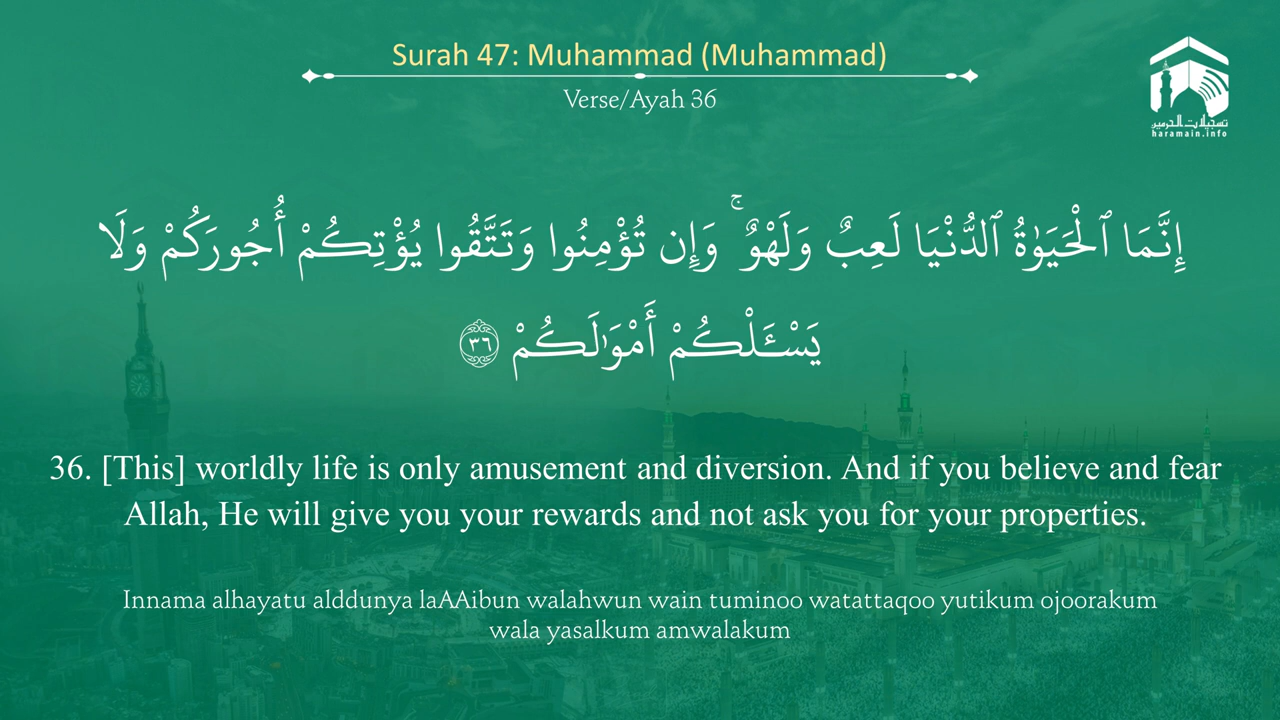 Surah 47: Muhammad (Muhammad)
Verse/Ayah 36
تسجيلات الحرمين
haramain.info
إِنَّمَا ٱلْحَيَوٰةُ ٱلدُّنْيَا لَعِبٌ وَلَهْوٌ ۚ وَإِن تُؤْمِنُوا وَتَتَّقُوا يُؤْتِكُمْ أُجُورَكُمْ وَلَا
يَسْـَٔلْكُمْ أَمْوَٰلَكُمْ ٣٦
36. [This] worldly life is only amusement and diversion. And if you believe and fear
Allah, He will give you your rewards and not ask you for your properties.
Innama alhayatu alddunya laAAibun walahwun wain tuminoo watattaqoo yutikum ojoorakum
wala yasalkum amwalakum